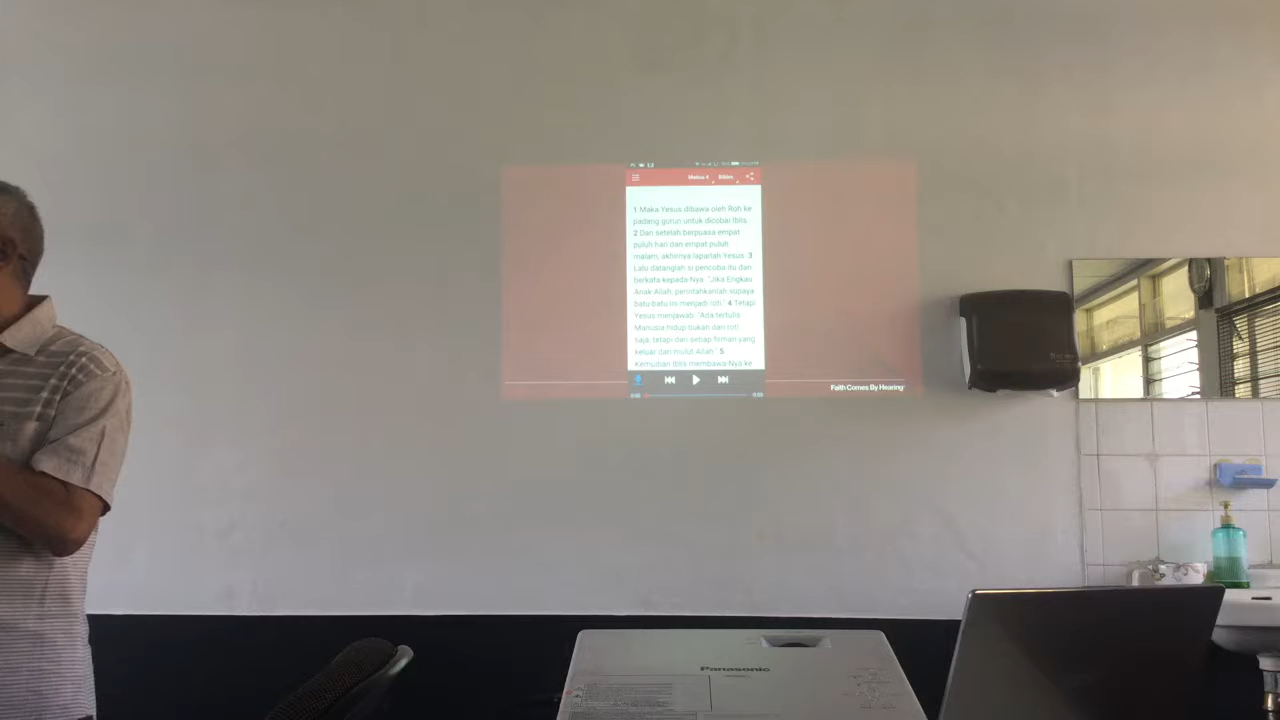 Matius 4 Bibles
1 Maka Yesus dibawa oleh Roh ke
padang gurun untuk dicobai Iblis.
2 Dan setelah berpuasa empat
puluh hari dan empat puluh
malam, akhirnya laparlah Yesus. 3
Lalu datanglah si pencoba itu dan
berkata kepada-Nya: "Jika Engkau
Anak Allah, perintahkanlah supaya
batu-batu ini menjadi roti." 4 Tetapi
Yesus menjawab: "Ada tertulis:
Manusia hidup bukan dari roti
saja, tetapi dari setiap firman yang
keluar dari mulut Allah." 5
Kemudian Iblis membawa-Nya ke
Faith Comes By Hearing
Panasonic